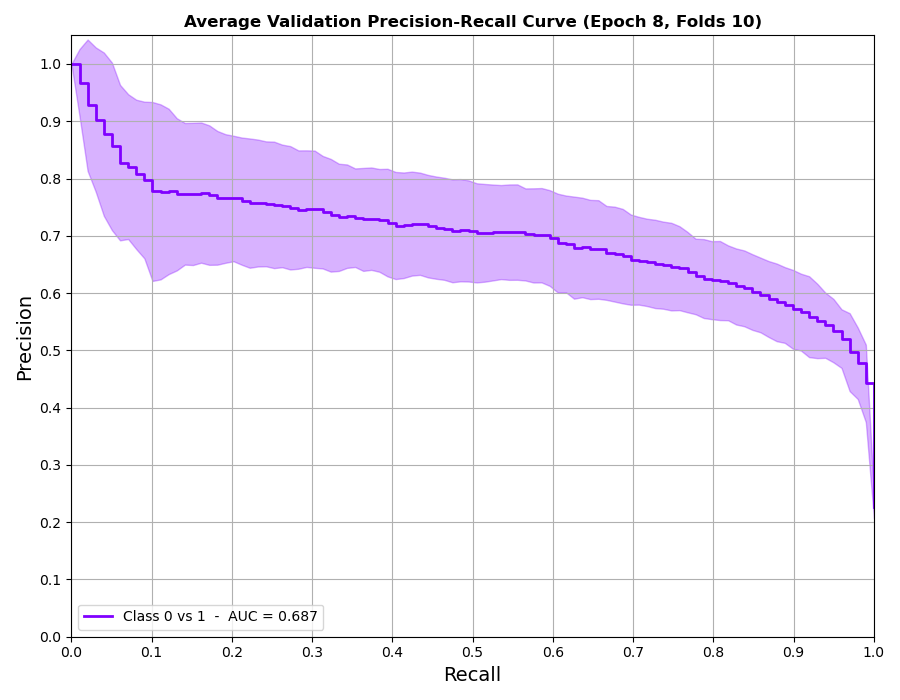 Average Validation Precision-Recall Curve (Epoch 8, Folds 10)
Precision
1.0
0.9
0.8
0.7
0.6
0.5
0.4
0.3
0.2
0.1
0.0
Class 0 vs 1 - AUC = 0.687
0.0 0.1 0.2 0.3 0.4 0.5 0.6 0.7 0.8 0.9 1.0
Recall